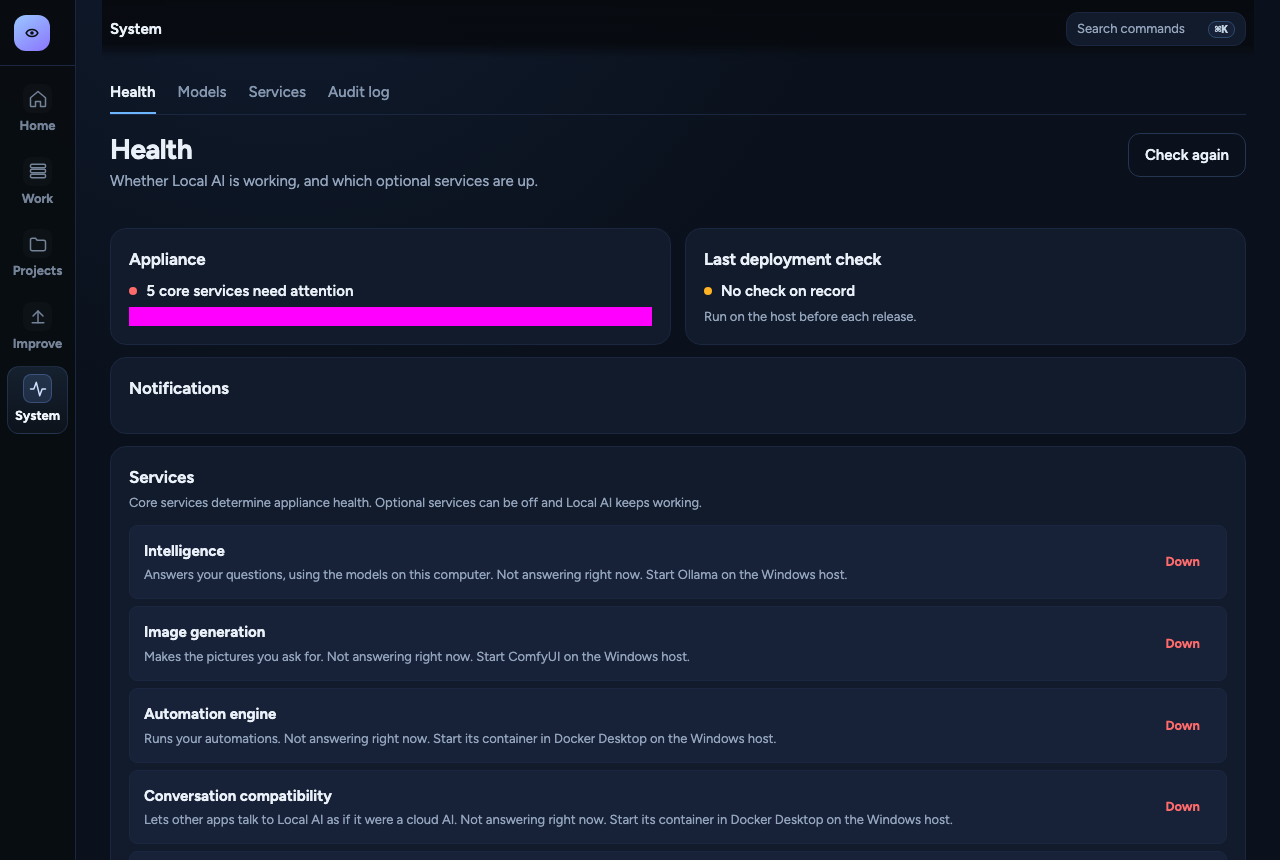 System
Search commands
⌘K
Home
Work
Projects
Improve
System
Health
Models
Services
Audit log
Health
Whether Local AI is working, and which optional services are up.
Check again
Appliance
5 core services need attention
Last deployment check
No check on record
Run on the host before each release.
Notifications
Services
Core services determine appliance health. Optional services can be off and Local AI keeps working.
Intelligence
Answers your questions, using the models on this computer. Not answering right now. Start Ollama on the Windows host.
Down
Image generation
Makes the pictures you ask for. Not answering right now. Start ComfyUI on the Windows host.
Down
Automation engine
Runs your automations. Not answering right now. Start its container in Docker Desktop on the Windows host.
Down
Conversation compatibility
Lets other apps talk to Local AI as if it were a cloud AI. Not answering right now. Start its container in Docker Desktop on the Windows host.
Down